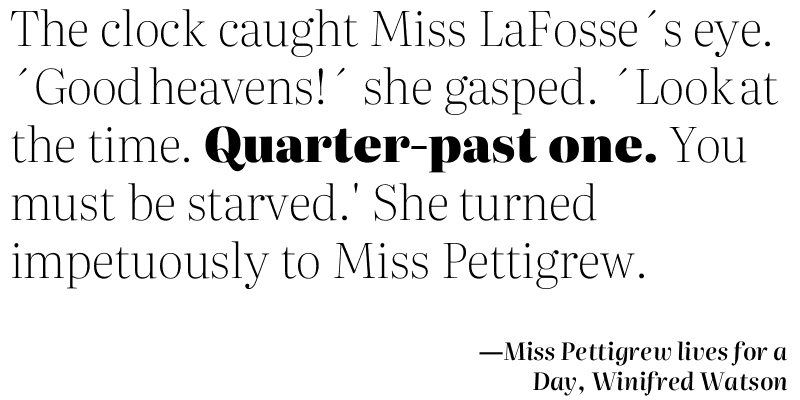 The clock caught Miss LaFosse´s eye.
´Good heavens!´ she gasped. ´Look at
the time. Quarter-past one. You
must be starved.' She turned
impetuously to Miss Pettigrew.
—Miss Pettigrew lives for a
Day, Winifred Watson